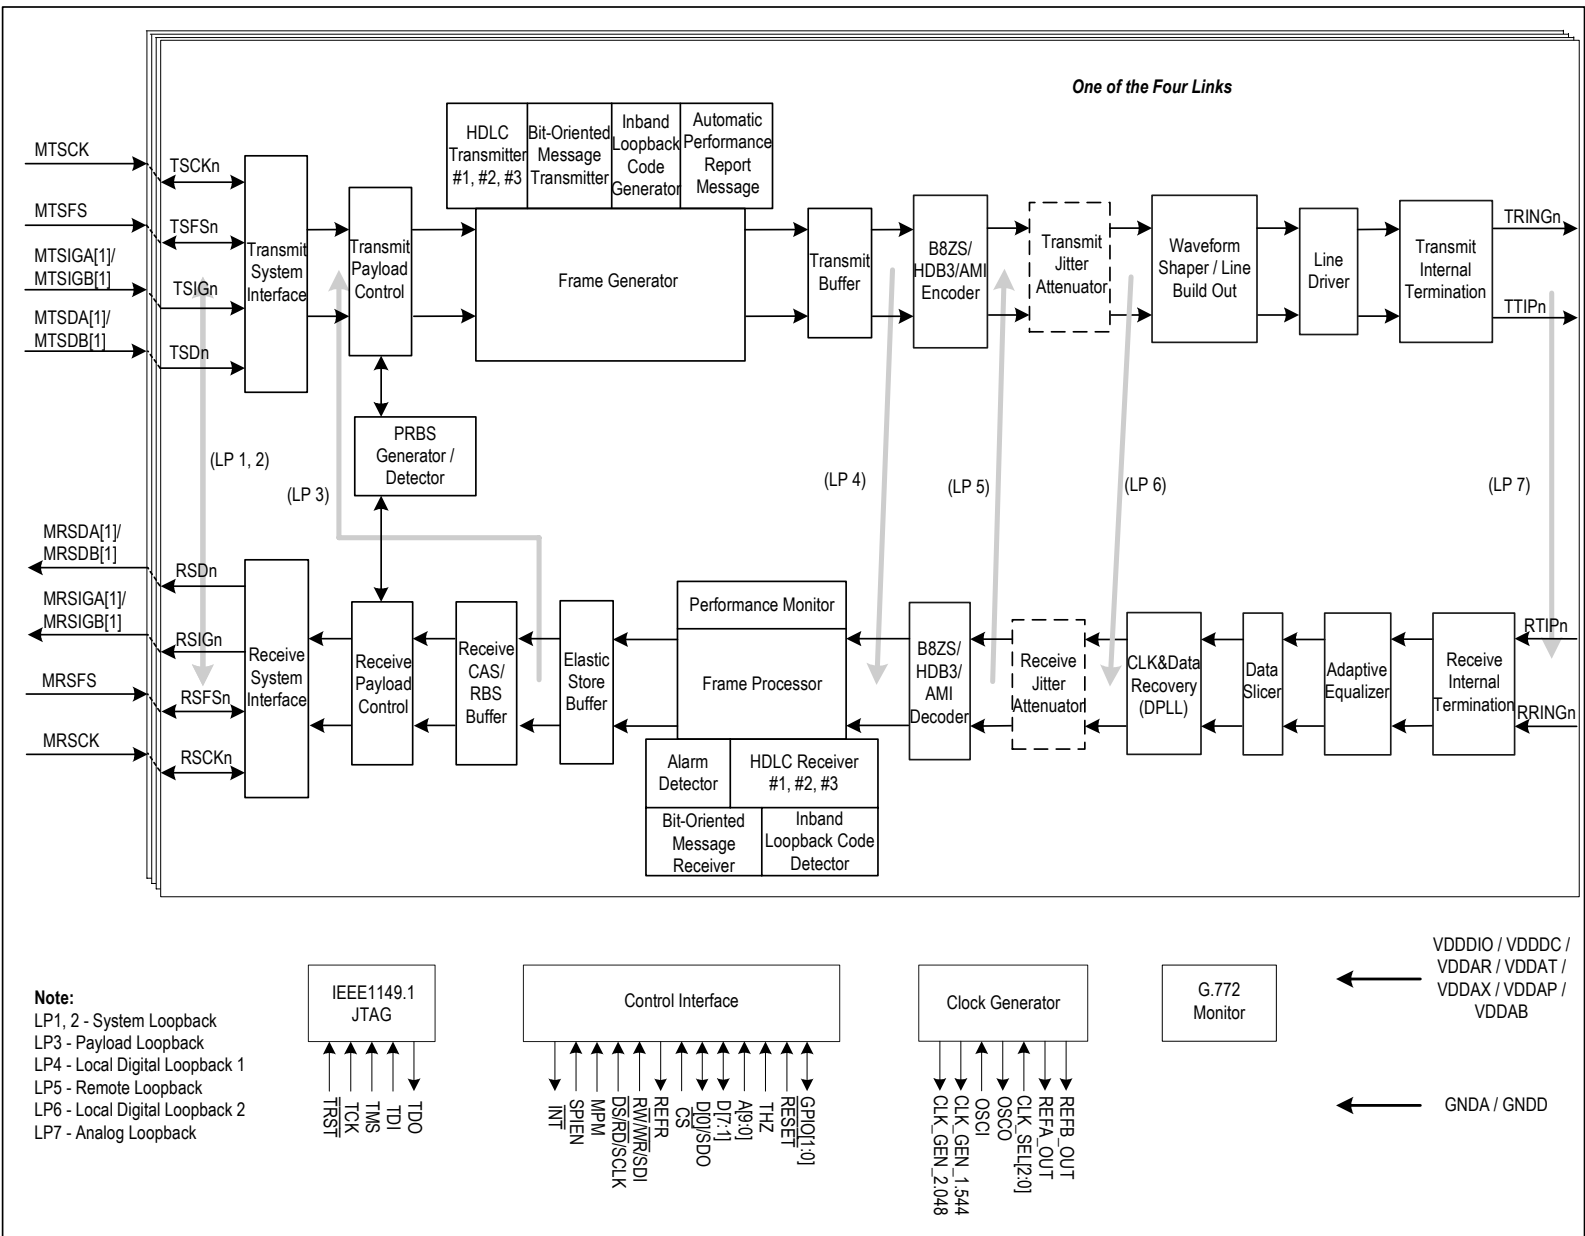 One of the Four Links
MTSCK
MTSFS
MTSIGA[1]/
MTSIGB[1]
MTSDA[1]/
MTSDB[1]
TSCKn
TSFSn
TSIGn
TSDn
Transmit
System
Interface
Transmit
Payload
Control
HDLC
Transmitter
#1, #2, #3
Bit-Oriented
Message
Transmitter
Inband
Loopback
Code
Generator
Automatic
Performance
Report
Message
Frame Generator
Transmit
Buffer
B8ZS/
HDB3/AMI
Encoder
Transmit
Jitter
Attenuator
Waveform
Shaper / Line
Build Out
Line
Driver
Transmit
Internal
Termination
TRINGn
TTIPn
PRBS
Generator /
Detector
(LP 1, 2)
(LP 3)
(LP 4)
(LP 5)
(LP 6)
(LP 7)
MRSDA[1]/
MRSDB[1]
MRSIGA[1]/
MRSIGB[1]
MRSFS
MRSCK
RSDn
RSIGn
RSFSn
RSCKn
Receive
System
Interface
Receive
Payload
Control
Receive
CAS/
RBS
Buffer
Elastic
Store
Buffer
Performance Monitor
Frame Processor
Alarm
Detector
HDLC Receiver
#1, #2, #3
Bit-Oriented
Message
Receiver
Inband
Loopback Code
Detector
B8ZS/
HDB3/
AMI
Decoder
Receive
Jitter
Attenuator
CLK&Data
Recovery
(DPLL)
Data
Slicer
Adaptive
Equalizer
Receive
Internal
Termination
RTIPn
RRINGn
Note:
LP1, 2 - System Loopback
LP3 - Payload Loopback
LP4 - Local Digital Loopback 1
LP5 - Remote Loopback
LP6 - Local Digital Loopback 2
LP7 - Analog Loopback
IEEE1149.1
JTAG
TRST
TCK
TMS
TDI
TDO
Control Interface
INT
SPIEN
MPM
DS/RD/SCLK
RW/WR/SDI
REFR
CS
D[0]/SDO
D[7:1]
A[9:0]
THZ
RESET
GPIO[1:0]
Clock Generator
CLK_GEN_2.048
CLK_GEN_1.544
OSCI
OSCO
CLK_SEL[2:0]
REFA_OUT
REFB_OUT
G.772
Monitor
VDDDIO / VDDDC /
VDDAR / VDDAT /
VDDAX / VDDAP /
VDDAB
GNDA / GNDD